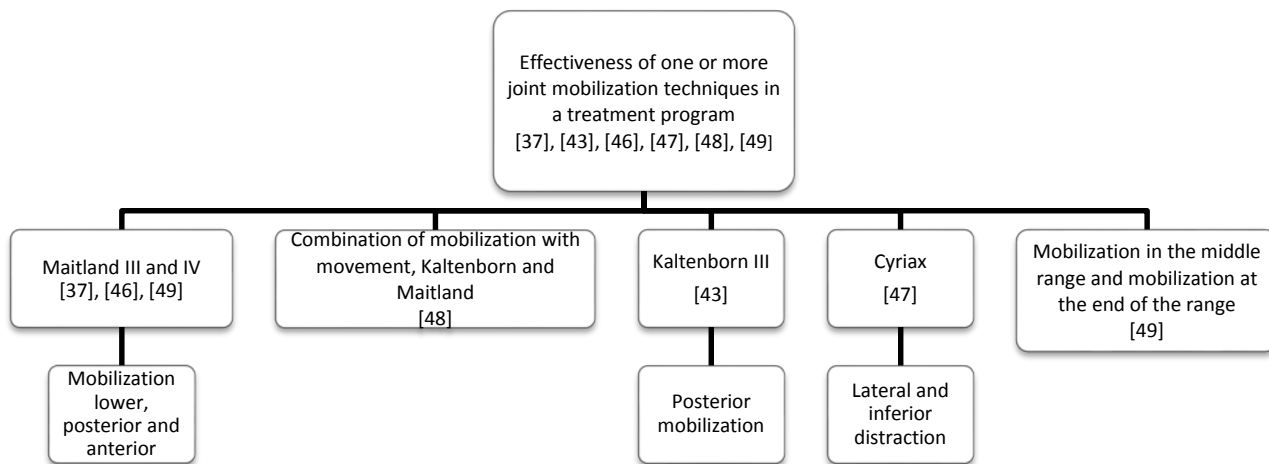 Effectiveness of one or more
joint mobilization techniques in
a treatment program
[37], [43], [46], [47], [48], [49]
Maitland III and IV
[37], [46], [49]
Combination of mobilization with
movement, Kaltenborn and
Maitland
[48]
Kaltenborn III
[43]
Cyriax
[47]
Mobilization in the middle
range and mobilization at
the end of the range
[49]
Mobilization
lower,
posterior and
anterior
Posterior
mobilization
Lateral and
inferior
distraction